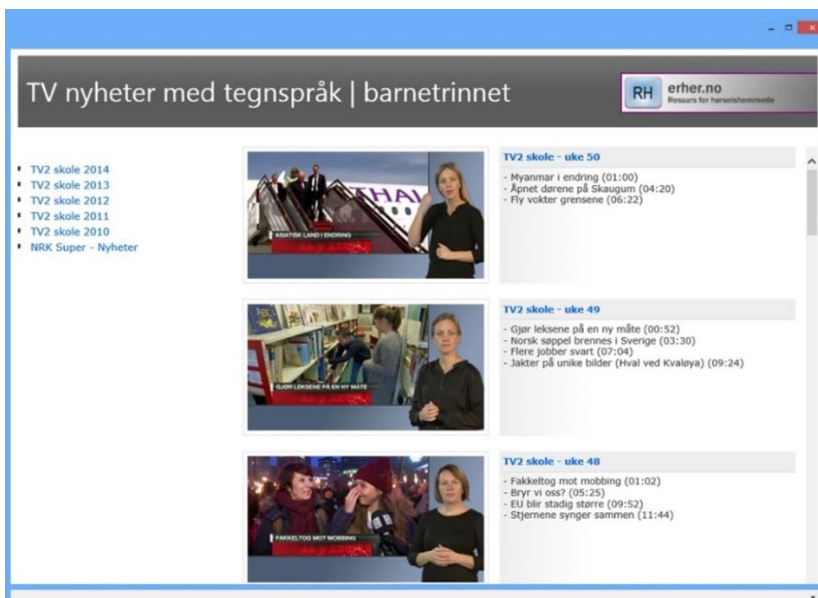 TV nyheter med tegnspråk | barnetrinnet
RH
erher.no
Ressurs for hørselshemmede
TV2 skole 2014
TV2 skole 2013
TV2 skole 2012
TV2 skole 2011
TV2 skole 2010
NRK Super - Nyheter
THAI
ASIATISK LAND I ENDRING
TV2 skole - uke 50
- Myanmar i endring (01:00)
- Åpnet dørene på Skaugum (04:20)
- Fly vokter grensene (06:22)
GJØR LEKSENE PÅ EN NY MÅTE
TV2 skole - uke 49
- Gjør leksene på en ny måte (00:52)
- Norsk søppel brennes i Sverige (03:30)
- Flere jobber svart (07:04)
- Jakter på unike bilder (Hval ved Kvaløya) (09:24)
FAKKELTOG MOT MOBBING
TV2 skole - uke 48
- Fakkeltog mot mobbing (01:02)
- Bryr vi oss? (05:25)
- EU blir stadig større (09:52)
- Stjernene synger sammen (11:44)